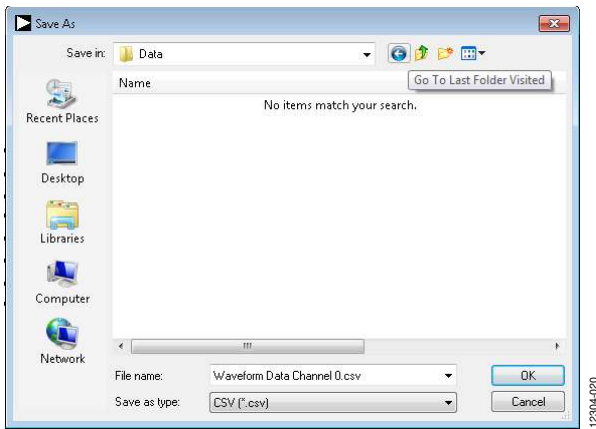 Save As
Save in:
Data
Go To Last Folder Visited
Name
No items match your search.
Recent Places
Desktop
Libraries
Computer
Network
File name:
Waveform Data Channel 0.csv
OK
Save as type:
CSV (*.csv)
Cancel
12304-020